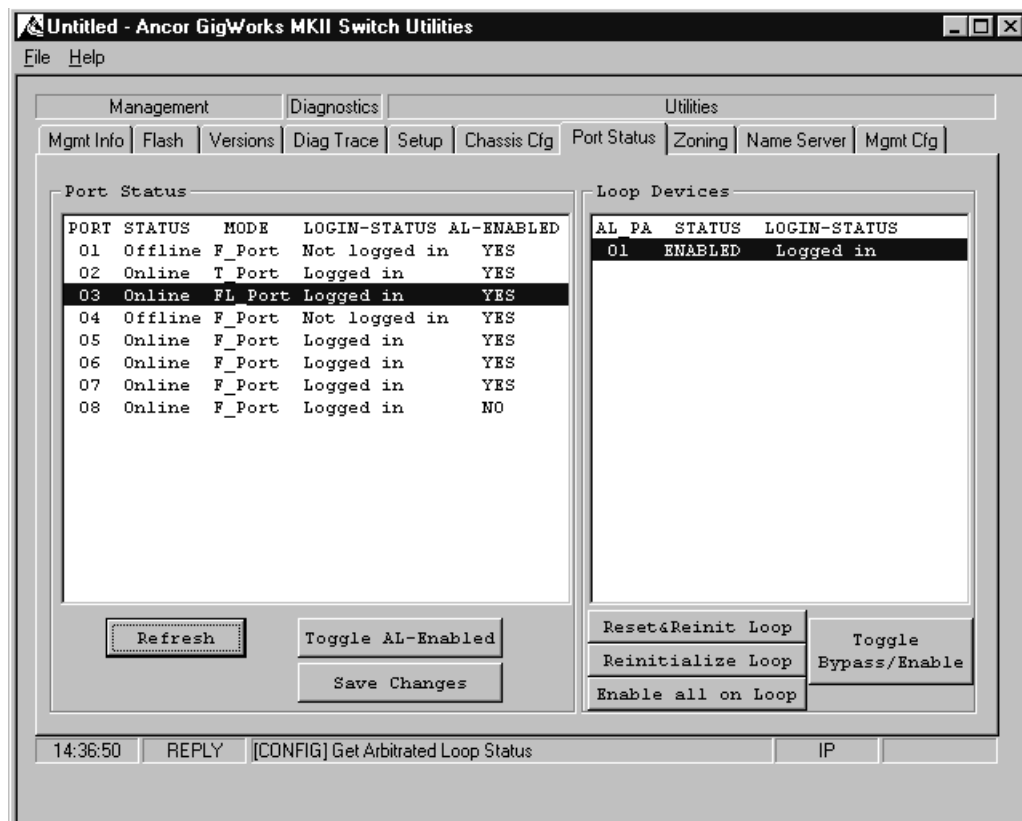 Untitled - Ancor GigWorks MKII Switch Utilities
File Help
Management Diagnostics Utilities
Mgmt Info Flash Versions Diag Trace Setup Chassis Cfg Port Status Zoning Name Server Mgmt Cfg
Port Status
PORT STATUS MODE LOGIN-STATUS AL-ENABLED
01 Offline F_Port Not logged in YES
02 Online T_Port Logged in YES
03 Online FL_Port Logged in YES
04 Offline F_Port Not logged in YES
05 Online F_Port Logged in YES
06 Online F_Port Logged in YES
07 Online F_Port Logged in YES
08 Online F_Port Logged in NO
Refresh
Toggle AL-Enabled
Save Changes
Loop Devices
AL_PA STATUS LOGIN-STATUS
01 ENABLED Logged in
Reset&Reinit Loop
Reinitialize Loop
Enable all on Loop
Toggle
Bypass/Enable
14:36:50 REPLY [CONFIG] Get Arbitrated Loop Status IP